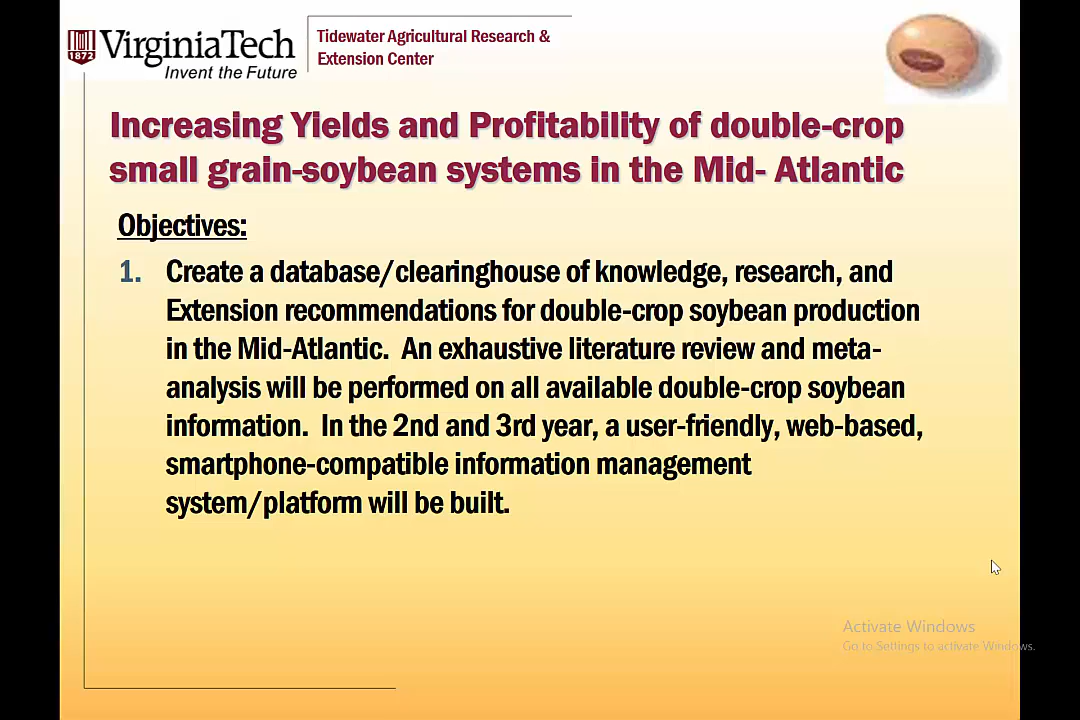 1872
VirginiaTech
Invent the Future
Tidewater Agricultural Research &
Extension Center
Increasing Yields and Profitability of double-crop
small grain-soybean systems in the Mid- Atlantic
Objectives:
1. Create a database/clearinghouse of knowledge, research, and
Extension recommendations for double-crop soybean production
in the Mid-Atlantic.  An exhaustive literature review and meta-
analysis will be performed on all available double-crop soybean
information.  In the 2nd and 3rd year, a user-friendly, web-based,
smartphone-compatible information management
system/platform will be built.
Activate Windows
Go to Settings to activate Windows.